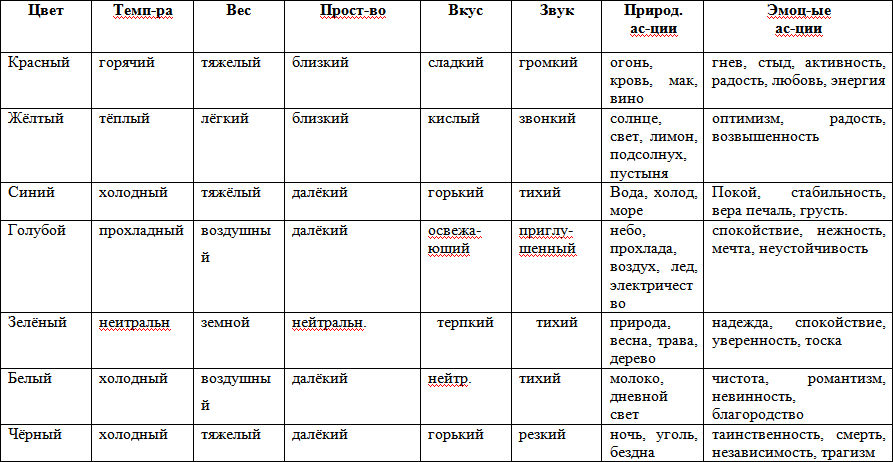 Цвет Темп-ра Вес Прост-во Вкус Звук Природ. Эмоц-ые
ас-ции ас-ции
Красный горячий тяжелый близкий сладкий громкий огонь, гнев, стыд, активность,
кровь, мак, радость, любовь, энергия
вино
Жёлтый тёплый лёгкий близкий кислый звонкий солнце, оптимизм, радость,
свет, лимон, возвышенность
подсолнух,
пустыня
Синий холодный тяжёлый далёкий горький тихий Вода, холод, Покой, стабильность,
море вера печаль, грусть.
Голубой прохладный воздушны далёкий освежа- приглу- небо, спокойствие, нежность,
й ющий шенный прохлада, мечта, неустойчивость
воздух, лед,
электричест
во
Зелёный неитральн земной нейтральн. терпкий тихий природа, надежда, спокойствие,
весна, трава, уверенность, тоска
дерево
Белый холодный воздушны далёкий нейтр. тихий молоко, чистота, романтизм,
й дневной невинность,
свет благородство
Чёрный холодный тяжелый далёкий горький резкий ночь, уголь, таинственность, смерть,
бездна независимость, трагизм